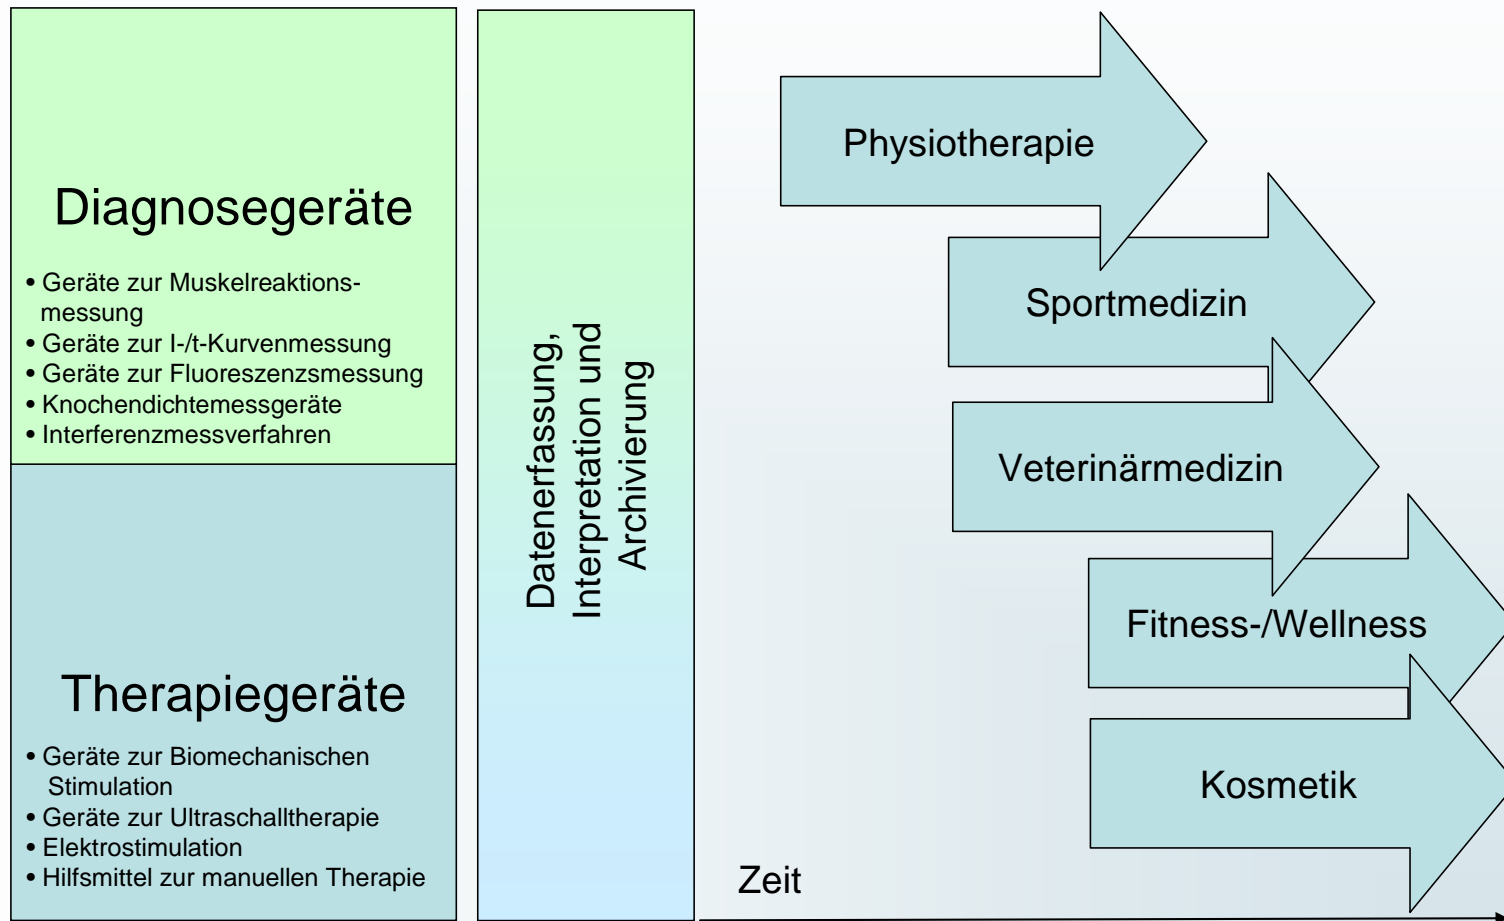 Diagnosegeräte
• Geräte zur Muskelreaktions-
messung
• Geräte zur I-/t-Kurvenmessung
• Geräte zur Fluoreszenzsmessung
• Knochendichtemessgeräte
• Interferenzmessverfahren
Therapiegeräte
• Geräte zur Biomechanischen
Stimulation
• Geräte zur Ultraschalltherapie
• Elektrostimulation
• Hilfsmittel zur manuellen Therapie
Datenerfassung,
Interpretation und
Archivierung
Physiotherapie
Sportmedizin
Veterinärmedizin
Fitness-/Wellness
Kosmetik
Zeit